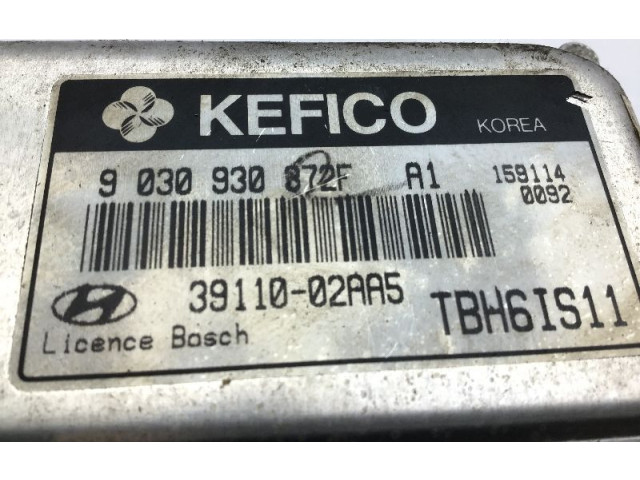 KEFICO KOREA
9 030 930 872F A1 159114
0092
39110-02AA5 TBH6IS11
Licence Bosch